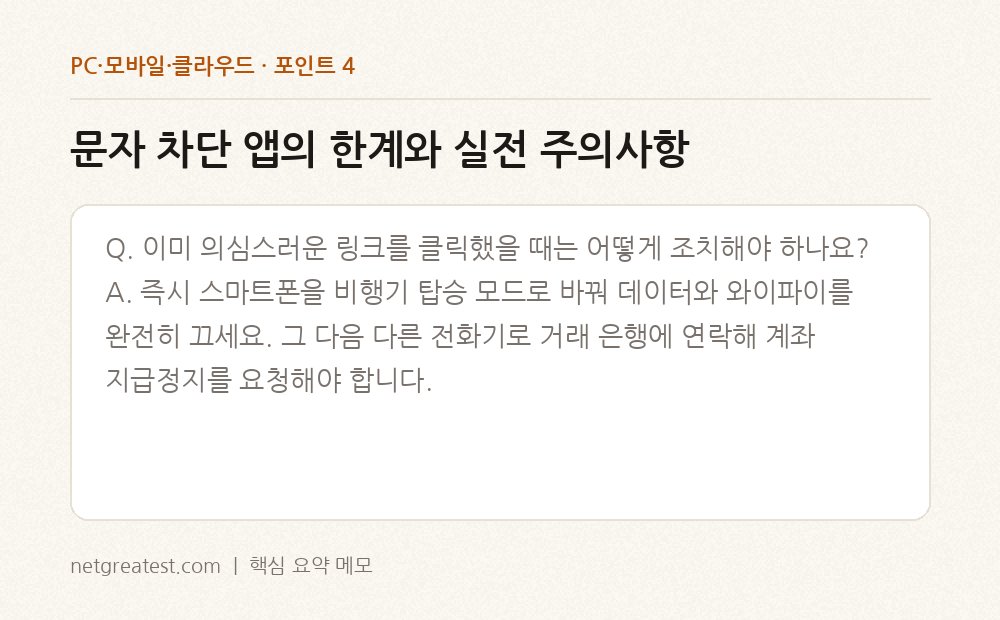 PC·모바일·클라우드 · 포인트 4
문자 차단 앱의 한계와 실전 주의사항
Q. 이미 의심스러운 링크를 클릭했을 때는 어떻게 조치해야 하나요?
A. 즉시 스마트폰을 비행기 탑승 모드로 바꿔 데이터와 와이파이를
완전히 끄세요. 그 다음 다른 전화기로 거래 은행에 연락해 계좌
지급정지를 요청해야 합니다.
netgreatest.com | 핵심 요약 메모